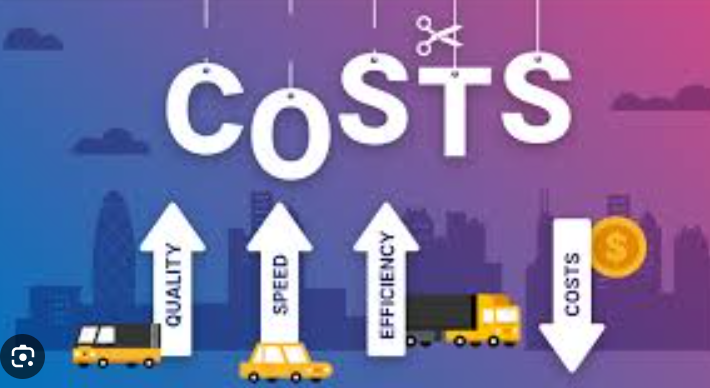 COSTS
QUALITY
SPEED
EFFICIENCY
COSTS
$